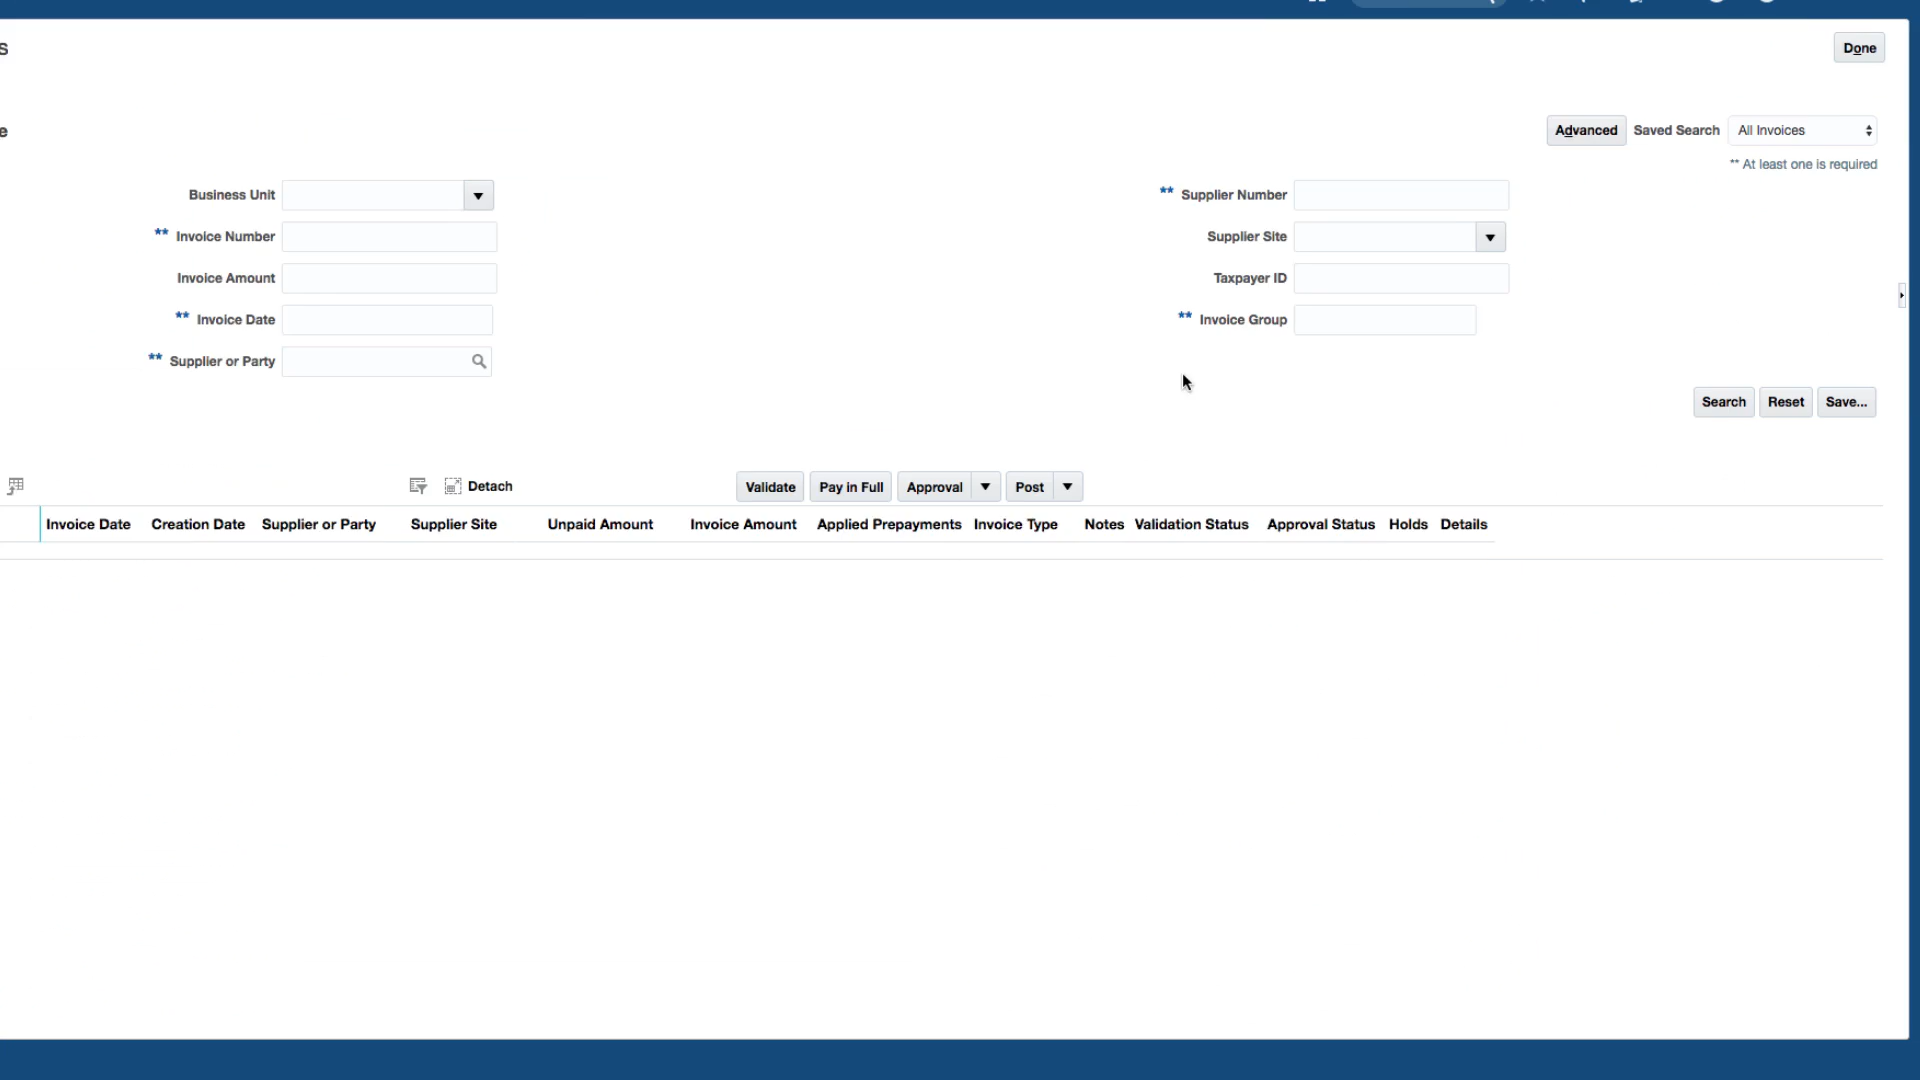 s
Done
e
Advanced Saved Search All Invoices
** At least one is required
Business Unit
** Supplier Number
** Invoice Number
Supplier Site
Invoice Amount
Taxpayer ID
** Invoice Date
** Invoice Group
** Supplier or Party
Search Reset Save...
Detach Validate Pay in Full Approval Post
Invoice Date Creation Date Supplier or Party Supplier Site Unpaid Amount Invoice Amount Applied Prepayments Invoice Type Notes Validation Status Approval Status Holds Details